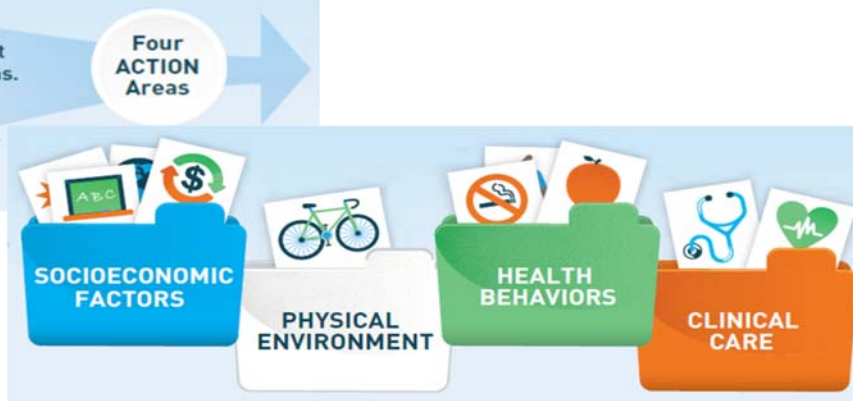 Four
ACTION
Areas
ABC
$
SOCIOECONOMIC
FACTORS
PHYSICAL
ENVIRONMENT
HEALTH
BEHAVIORS
CLINICAL
CARE